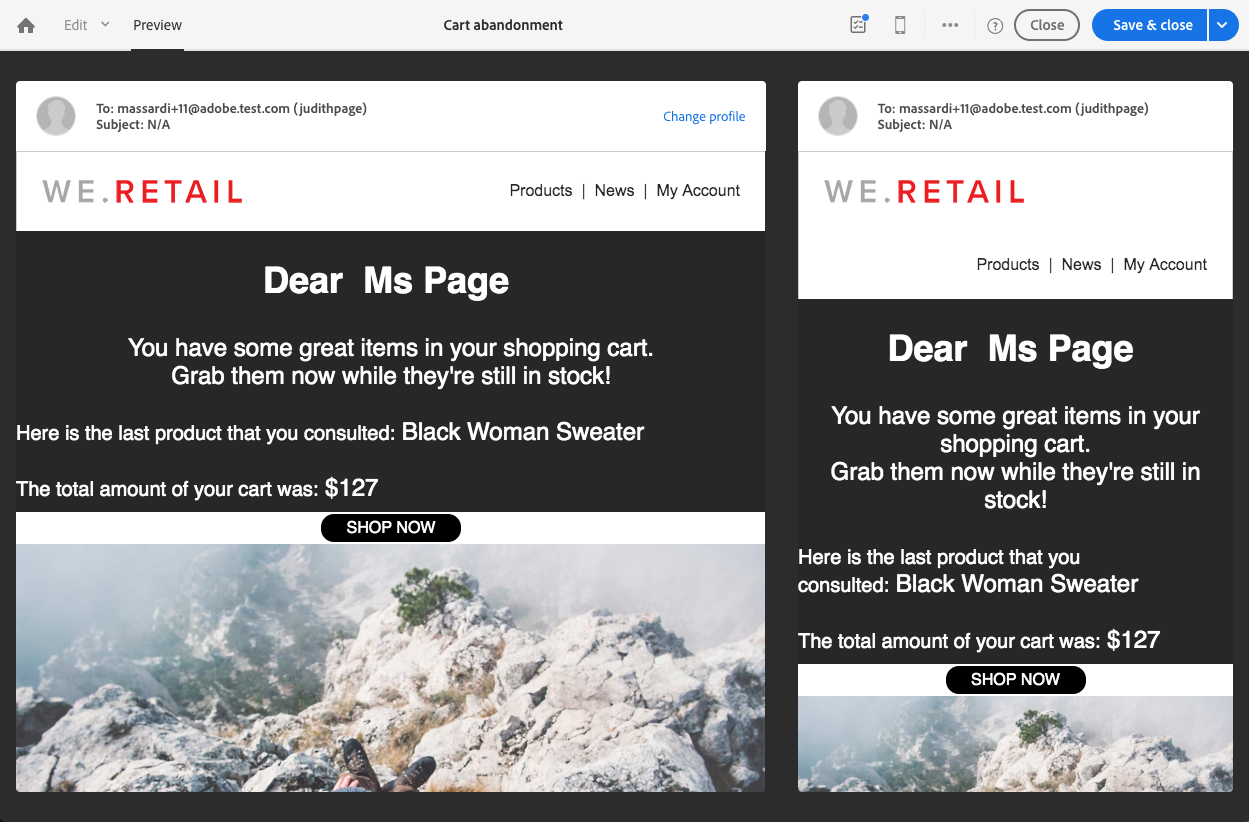 Edit
Preview
Cart abandonment
?
Close
Save & close
To: massardi+11@adobe.test.com (judithpage)
Subject: N/A
Change profile
WE.RETAIL
Products | News | My Account
Dear  Ms Page
You have some great items in your shopping cart.
Grab them now while they're still in stock!
Here is the last product that you consulted: Black Woman Sweater
The total amount of your cart was: $127
SHOP NOW
To: massardi+11@adobe.test.com (judithpage)
Subject: N/A
WE.RETAIL
Products | News | My Account
Dear  Ms Page
You have some great items in your
shopping cart.
Grab them now while they're still in
stock!
Here is the last product that you
consulted: Black Woman Sweater
The total amount of your cart was: $127
SHOP NOW